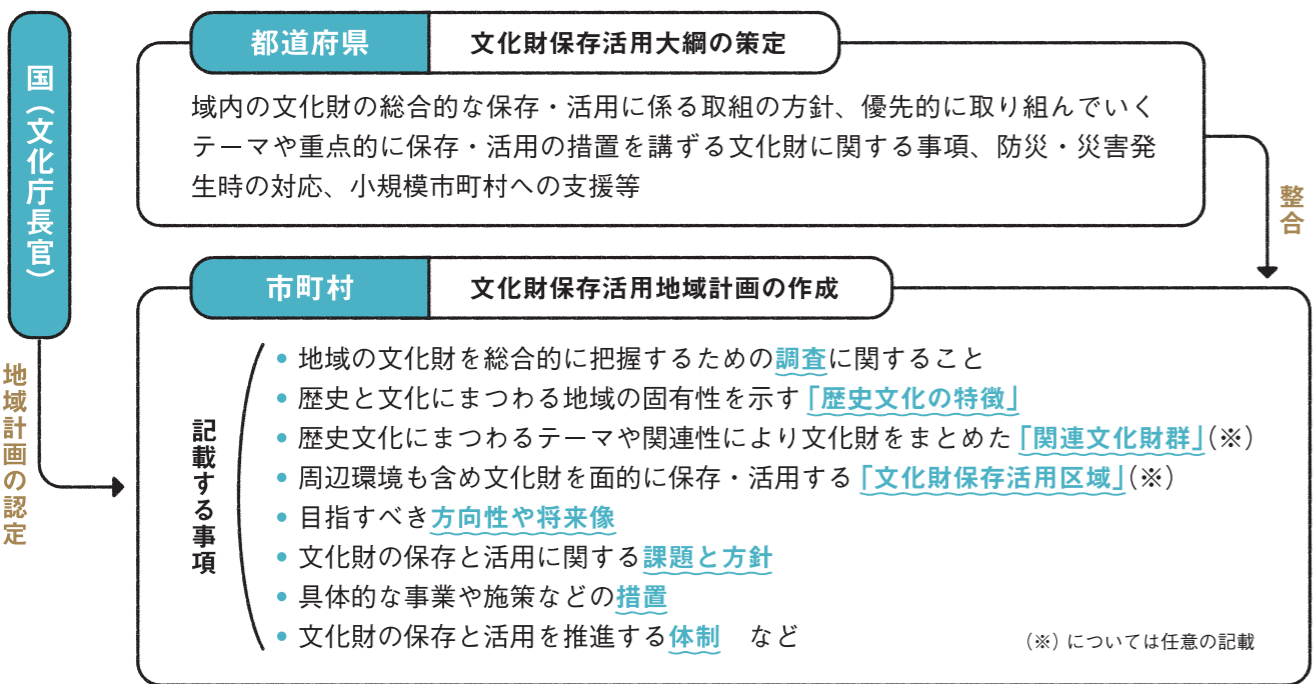 国(文化庁長官)
都道府県
文化財保存活用大綱の策定
域内の文化財の総合的な保存・活用に係る取組の方針、優先的に取り組んでいく
テーマや重点的に保存・活用の措置を講ずる文化財に関する事項、防災・災害発
生時の対応、小規模市町村への支援等
整合
市町村
文化財保存活用地域計画の作成
地域計画の認定
記載する事項
• 地域の文化財を総合的に把握するための調査に関すること
• 歴史と文化にまつわる地域の固有性を示す「歴史文化の特徴」
• 歴史文化にまつわるテーマや関連性により文化財をまとめた「関連文化財群」(※)
• 周辺環境も含め文化財を面的に保存・活用する「文化財保存活用区域」(※)
• 目指すべき方向性や将来像
• 文化財の保存と活用に関する課題と方針
• 具体的な事業や施策などの措置
• 文化財の保存と活用を推進する体制 など
(※)については任意の記載